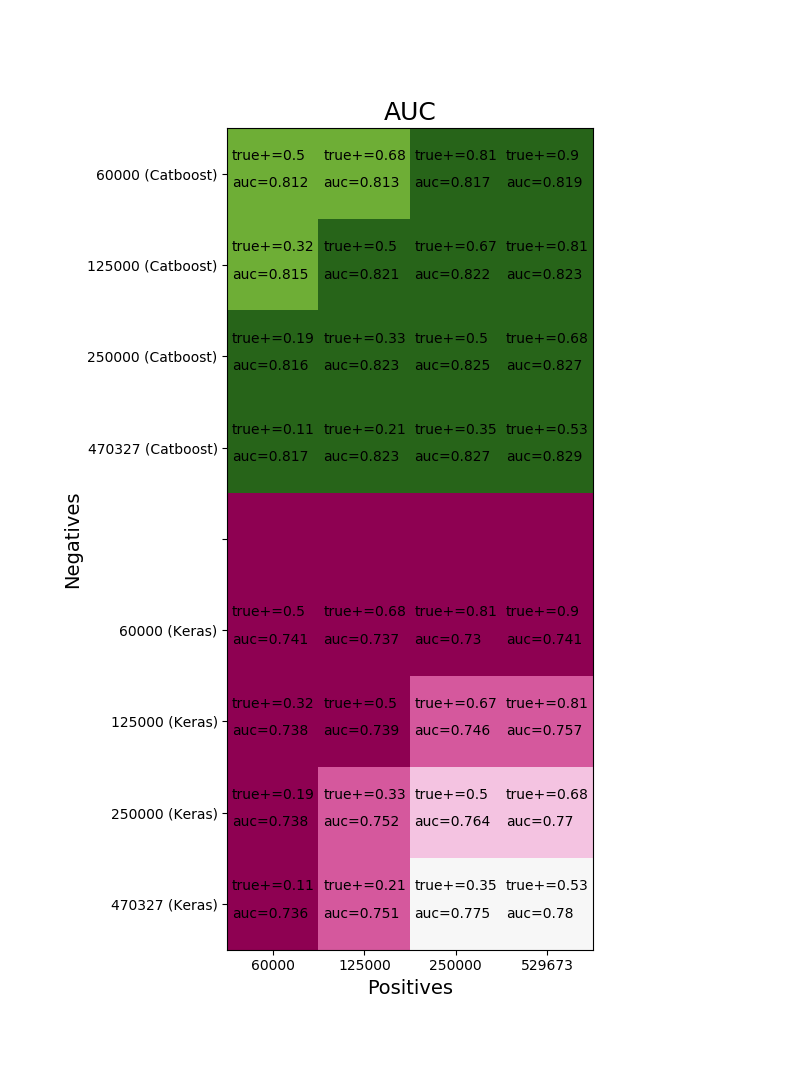 AUC
true+=0.5 true+=0.68 true+=0.81 true+=0.9
60000 (Catboost)
auc=0.812 auc=0.813 auc=0.817 auc=0.819
true+=0.32 true+=0.5 true+=0.67 true+=0.81
125000 (Catboost)
auc=0.815 auc=0.821 auc=0.822 auc=0.823
true+=0.19 true+=0.33 true+=0.5 true+=0.68
250000 (Catboost)
auc=0.816 auc=0.823 auc=0.825 auc=0.827
true+=0.11 true+=0.21 true+=0.35 true+=0.53
470327 (Catboost)
auc=0.817 auc=0.823 auc=0.827 auc=0.829
Negatives
true+=0.5 true+=0.68 true+=0.81 true+=0.9
60000 (Keras)
auc=0.741 auc=0.737 auc=0.73 auc=0.741
true+=0.32 true+=0.5 true+=0.67 true+=0.81
125000 (Keras)
auc=0.738 auc=0.739 auc=0.746 auc=0.757
true+=0.19 true+=0.33 true+=0.5 true+=0.68
250000 (Keras)
auc=0.738 auc=0.752 auc=0.764 auc=0.77
true+=0.11 true+=0.21 true+=0.35 true+=0.53
470327 (Keras)
auc=0.736 auc=0.751 auc=0.775 auc=0.78
60000 125000 250000 529673
Positives